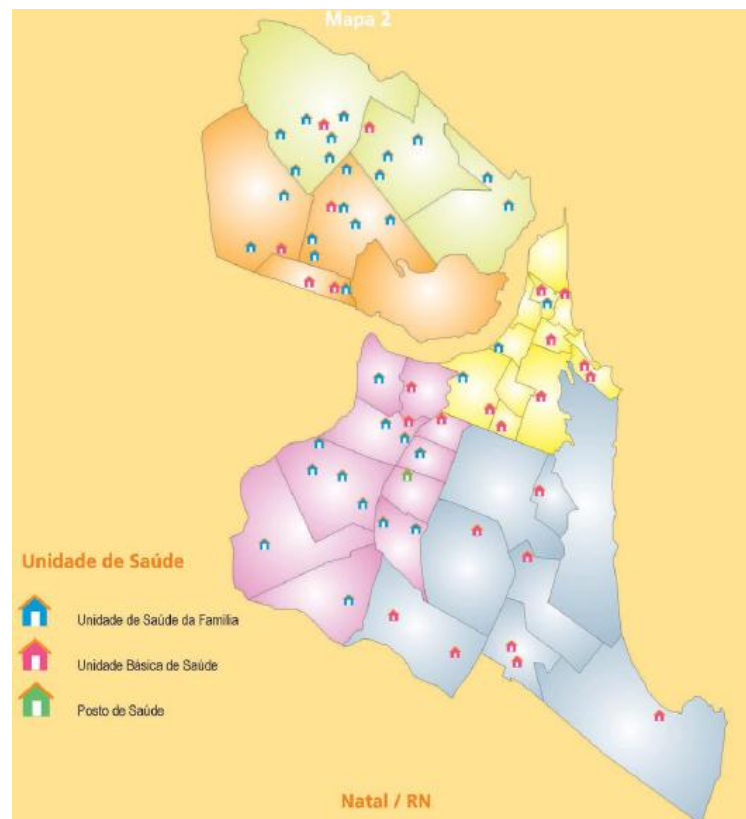 Mapa 2
Unidade de Saúde
Unidade de Saúde da Família
Unidade Básica de Saúde
Posto de Saúde
Natal / RN